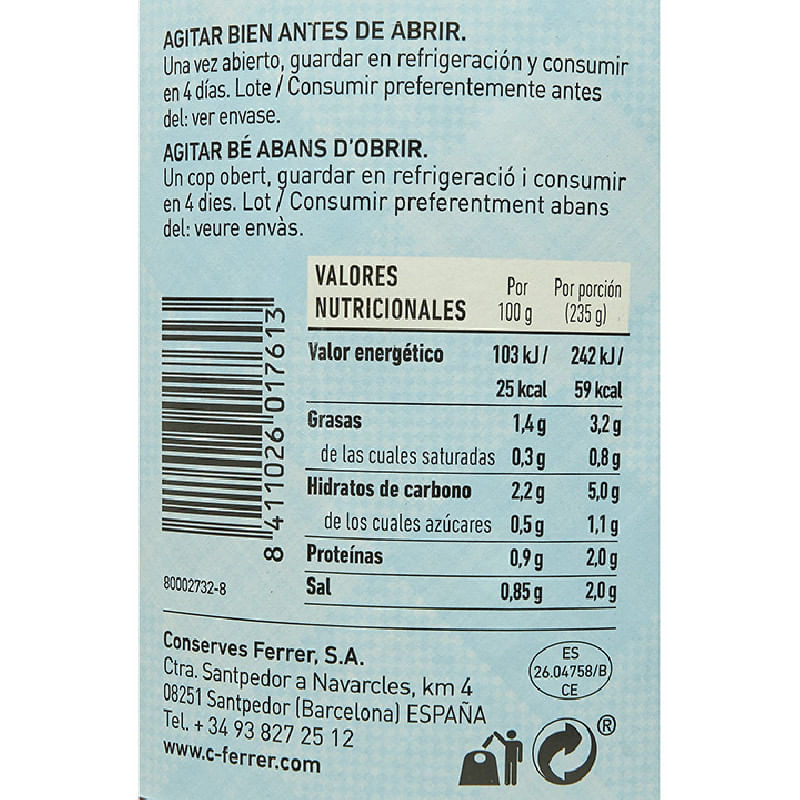 AGITAR BIEN ANTES DE ABRIR.
Una vez abierto, guardar en refrigeración y consumir
en 4 días. Lote / Consumir preferentemente antes
del: ver envase.
AGITAR BÉ ABANS D'OBRIR.
Un cop obert, guardar en refrigeració i consumir
en 4 dies. Lot / Consumir preferentment abans
del: veure envàs.
VALORES NUTRICIONALES Por 100 g Por porción (235 g)
Valor energético 103 kJ / 242 kJ /
25 kcal 59 kcal
Grasas 1,4 g 3,2 g
de las cuales saturadas 0,3 g 0,8 g
Hidratos de carbono 2,2 g 5,0 g
de los cuales azúcares 0,5 g 1,1 g
Proteínas 0,9 g 2,0 g
Sal 0,85 g 2,0 g
8 411026 017613
80002732-8
Conserves Ferrer, S.A.
Ctra. Santpedor a Navarcles, km 4
08251 Santpedor (Barcelona) ESPAÑA
Tel. + 34 93 827 25 12
www.c-ferrer.com
ES
26.04758/B
CE
®